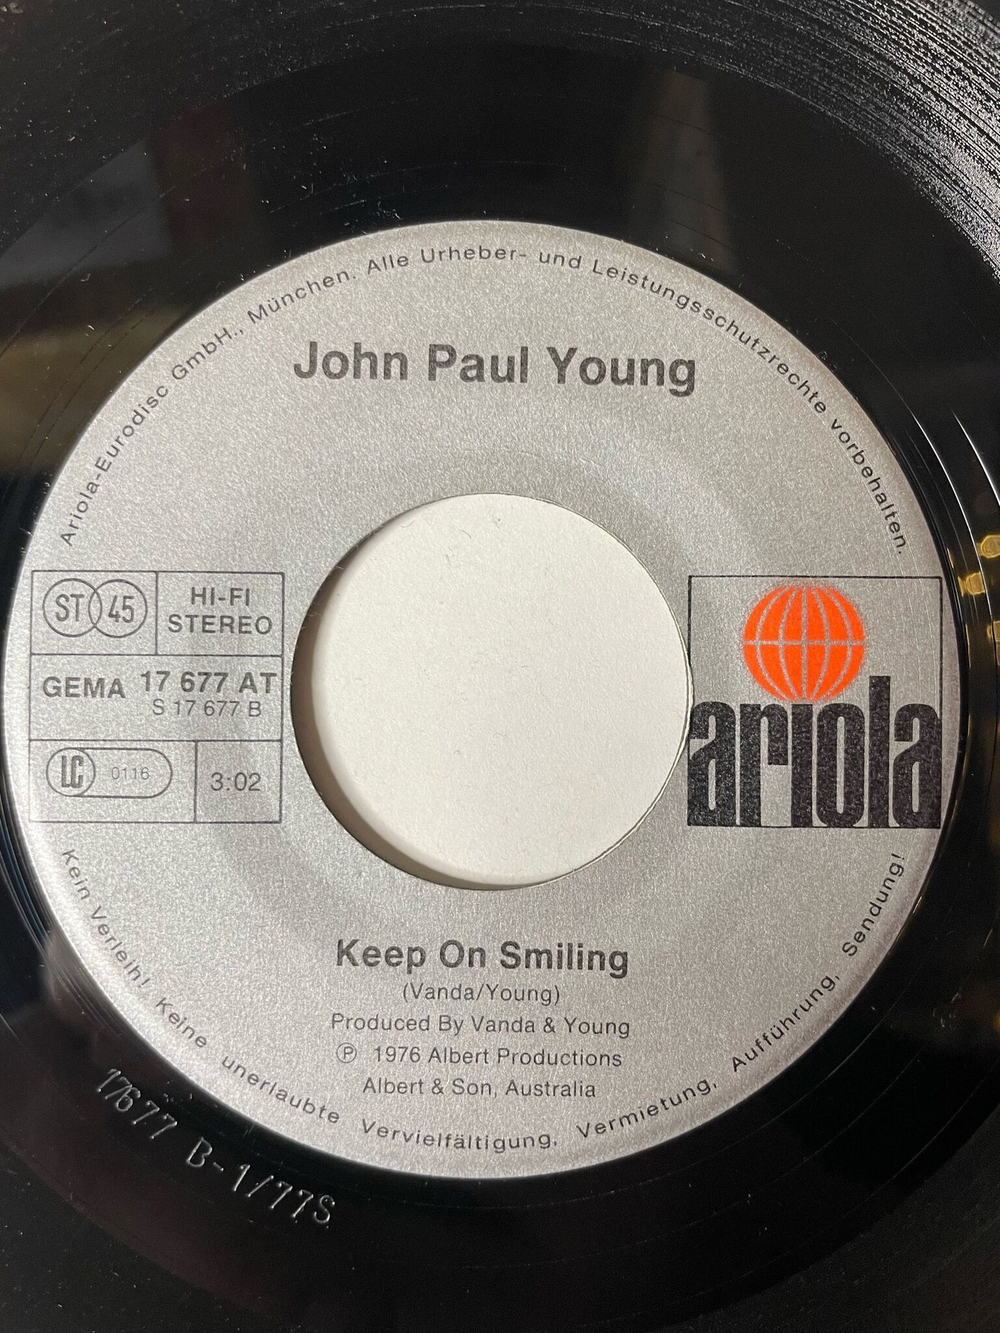 Ariola-Eurodisc GmbH., München. Alle Urheber- und Leistungsschutzrechte vorbehalten.
John Paul Young
ST 45
HI-FI
STEREO
GEMA 17 677 AT
S 17 677 B
LC 0116
3:02
ariola
Keep On Smiling
(Vanda/Young)
Produced By Vanda & Young
℗ 1976 Albert Productions
Albert & Son, Australia
Kein Verleih! Keine unerlaubte Vervielfältigung, Vermietung, Aufführung, Sendung!
17677 B-1/77S